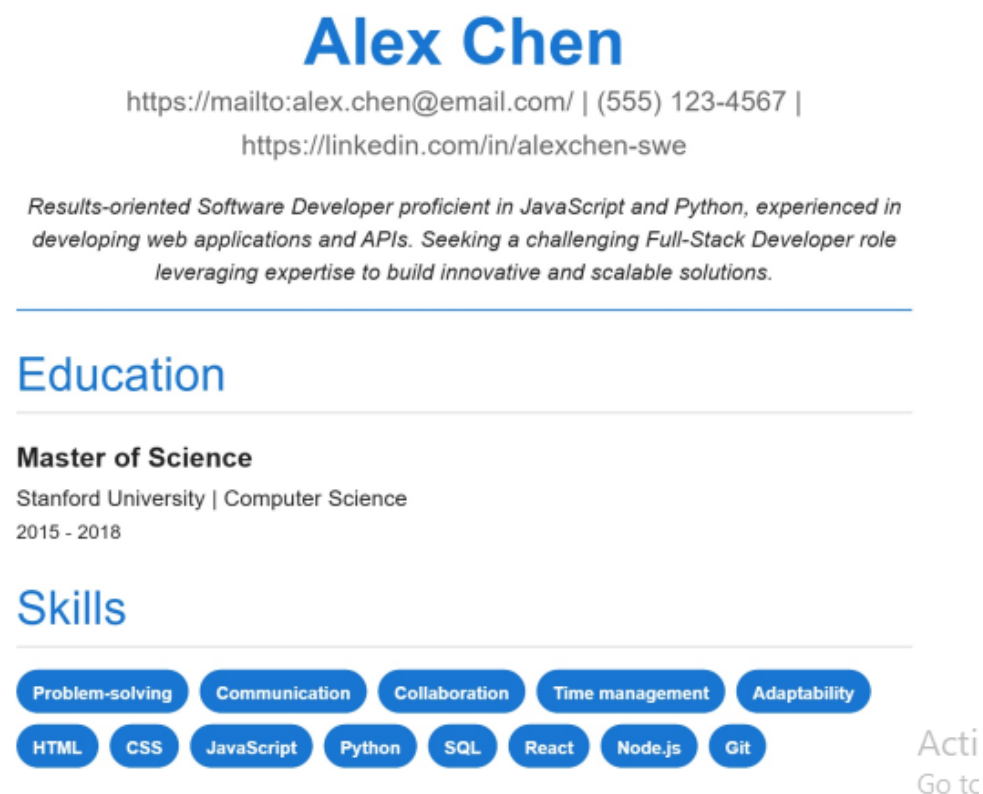 Alex Chen
https://mailto:alex.chen@email.com/ | (555) 123-4567 |
https://linkedin.com/in/alexchen-swe
Results-oriented Software Developer proficient in JavaScript and Python, experienced in
developing web applications and APIs. Seeking a challenging Full-Stack Developer role
leveraging expertise to build innovative and scalable solutions.
Education
Master of Science
Stanford University | Computer Science
2015 - 2018
Skills
Problem-solving Communication Collaboration Time management Adaptability
HTML CSS JavaScript Python SQL React Node.js Git
Acti
Go to